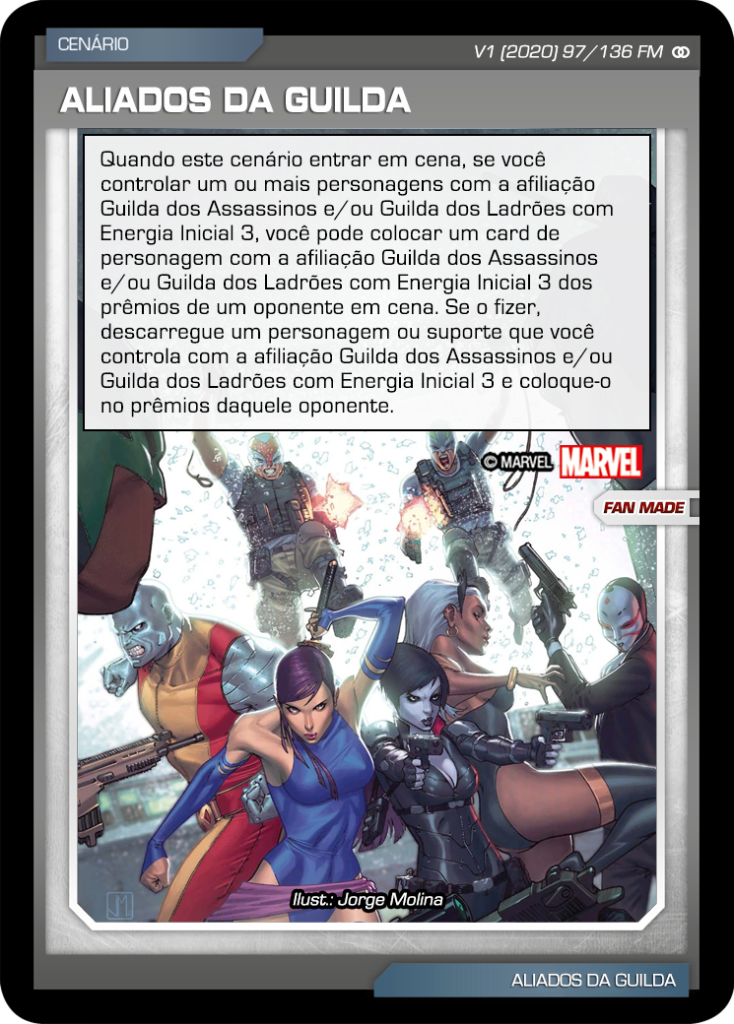 CENÁRIO
V1 (2020) 97/136 FM
ALIADOS DA GUILDA
Quando este cenário entrar em cena, se você
controlar um ou mais personagens com a afiliação
Guilda dos Assassinos e/ou Guilda dos Ladrões com
Energia Inicial 3, você pode colocar um card de
personagem com a afiliação Guilda dos Assassinos
e/ou Guilda dos Ladrões com Energia Inicial 3 dos
prêmios de um oponente em cena. Se o fizer,
descarregue um personagem ou suporte que você
controla com a afiliação Guilda dos Assassinos e/ou
Guilda dos Ladrões com Energia Inicial 3 e coloque-o
no prêmios daquele oponente.
© MARVEL MARVEL
FAN MADE
JM
Ilust.: Jorge Molina
ALIADOS DA GUILDA